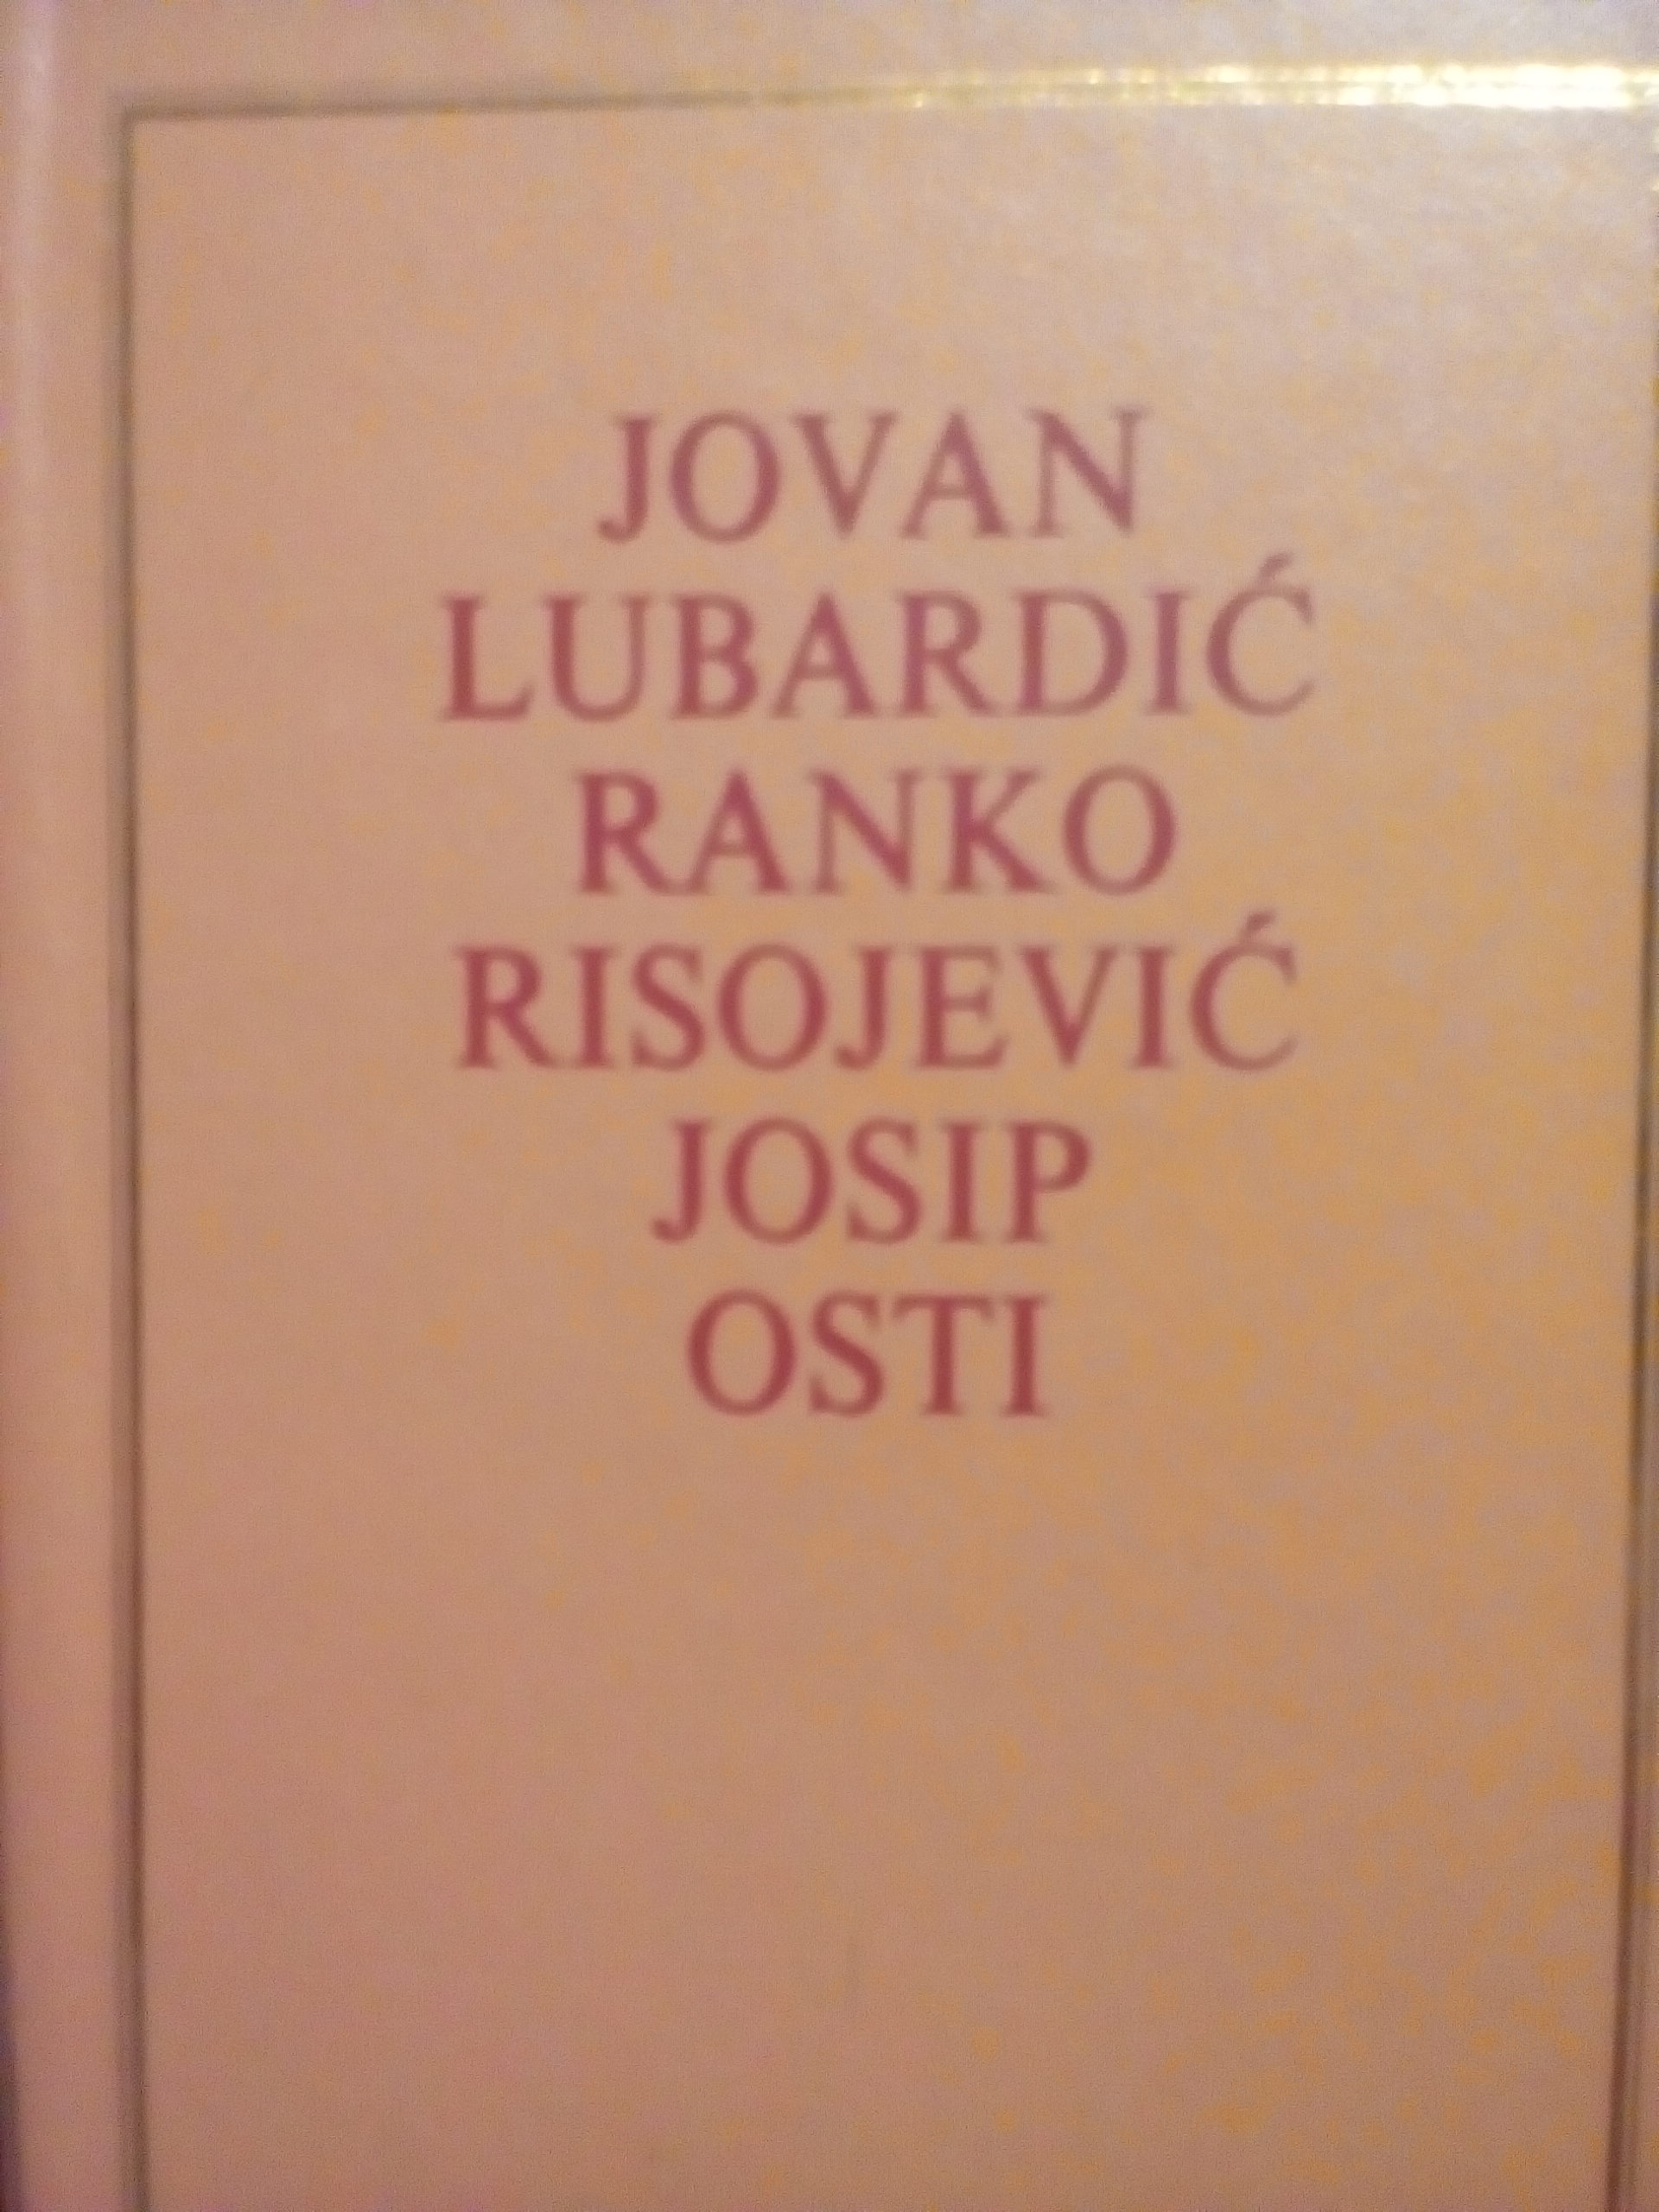 JOVAN
LUBARDIĆ
RANKO
RISOJEVIĆ
JOSIP
OSTI